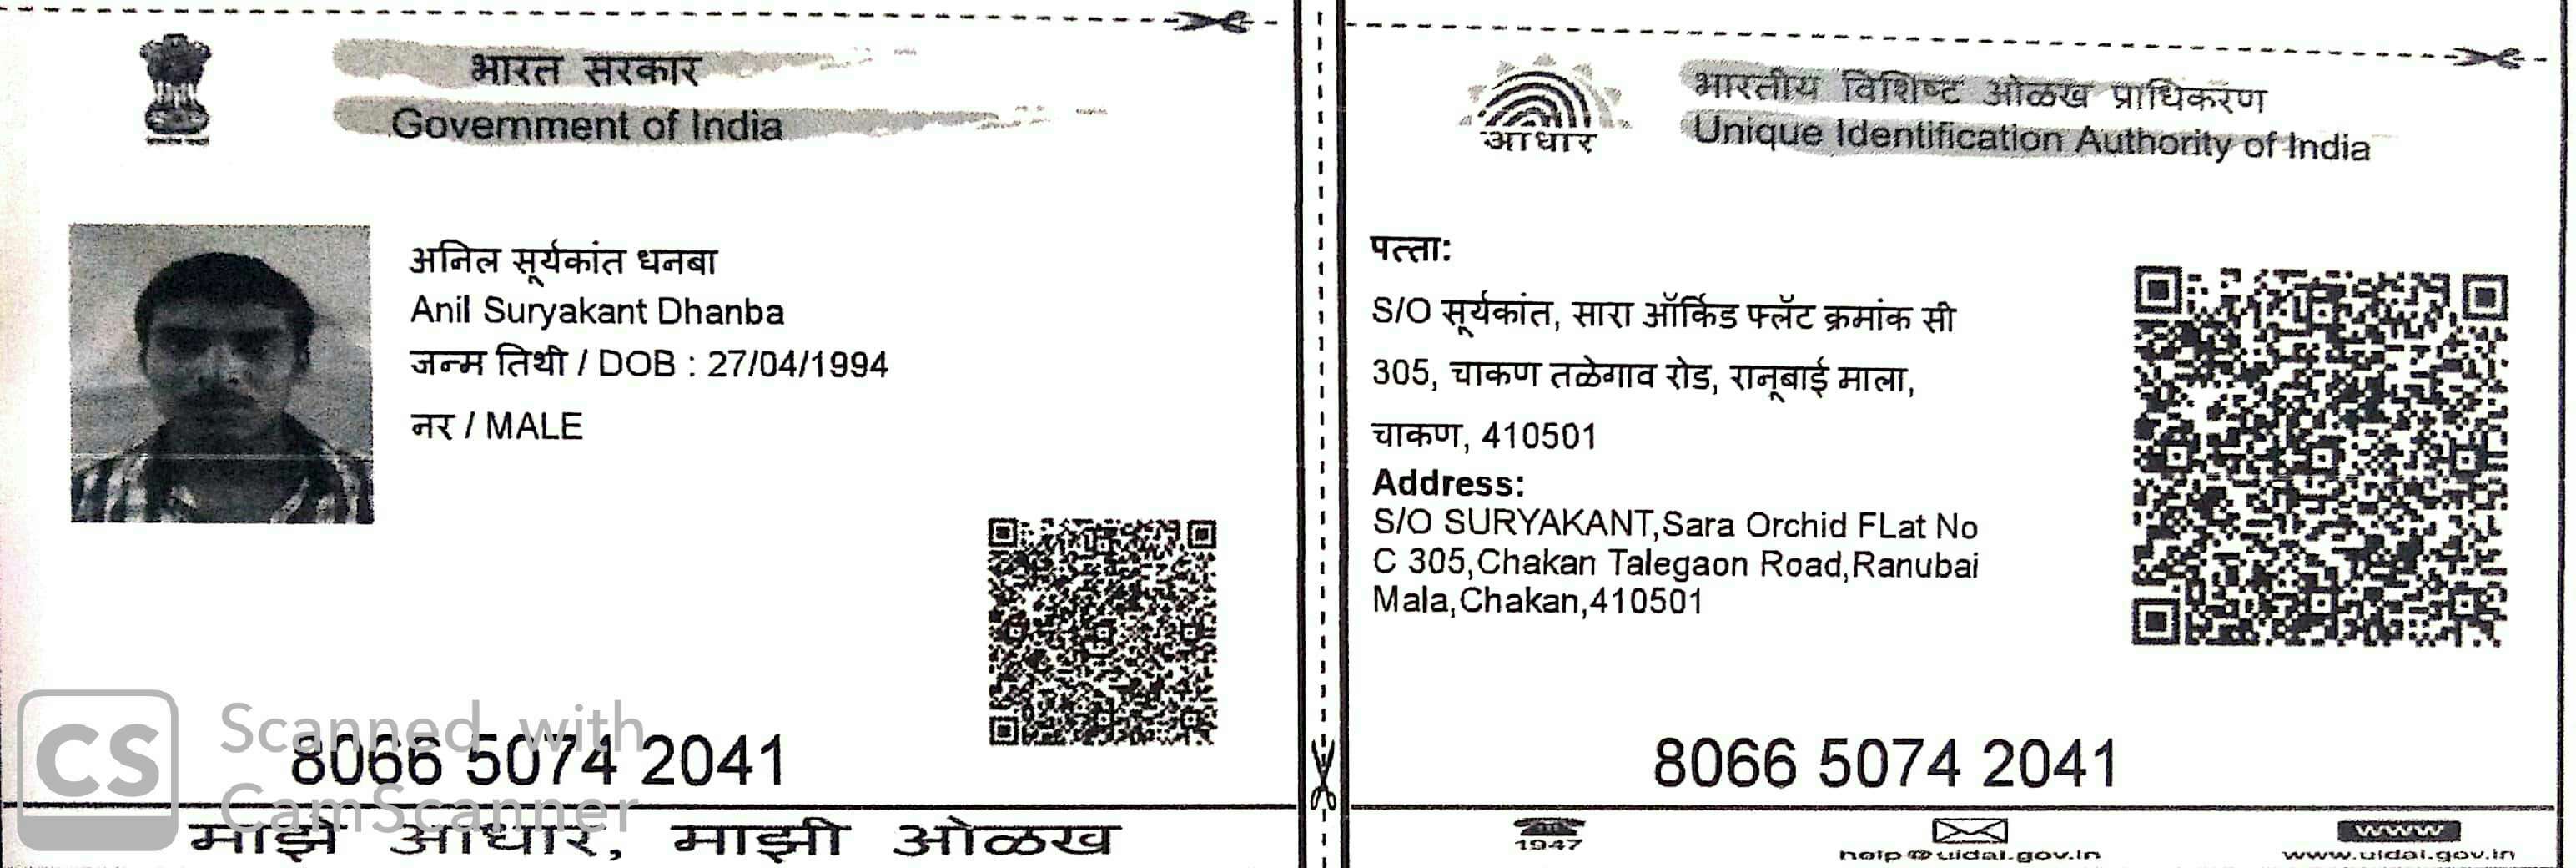 भारत सरकार
Government of India
अनिल सूर्यकांत धनबा
Anil Suryakant Dhanba
जन्म तिथी / DOB : 27/04/1994
नर / MALE
8066 5074 2041
माझे आधार, माझी ओळख
CS Scanned with
CamScanner
आधार
भारतीय विशिष्ट ओळख प्राधिकरण
Unique Identification Authority of India
पत्ता:
S/O सूर्यकांत, सारा ऑर्किड फ्लॅट क्रमांक सी
305, चाकण तळेगाव रोड, रानूबाई माला,
चाकण, 410501
Address:
S/O SURYAKANT,Sara Orchid FLat No
C 305,Chakan Talegaon Road,Ranubai
Mala,Chakan,410501
8066 5074 2041
1947
help@uidai.gov.in
www
www.uidai.gov.in